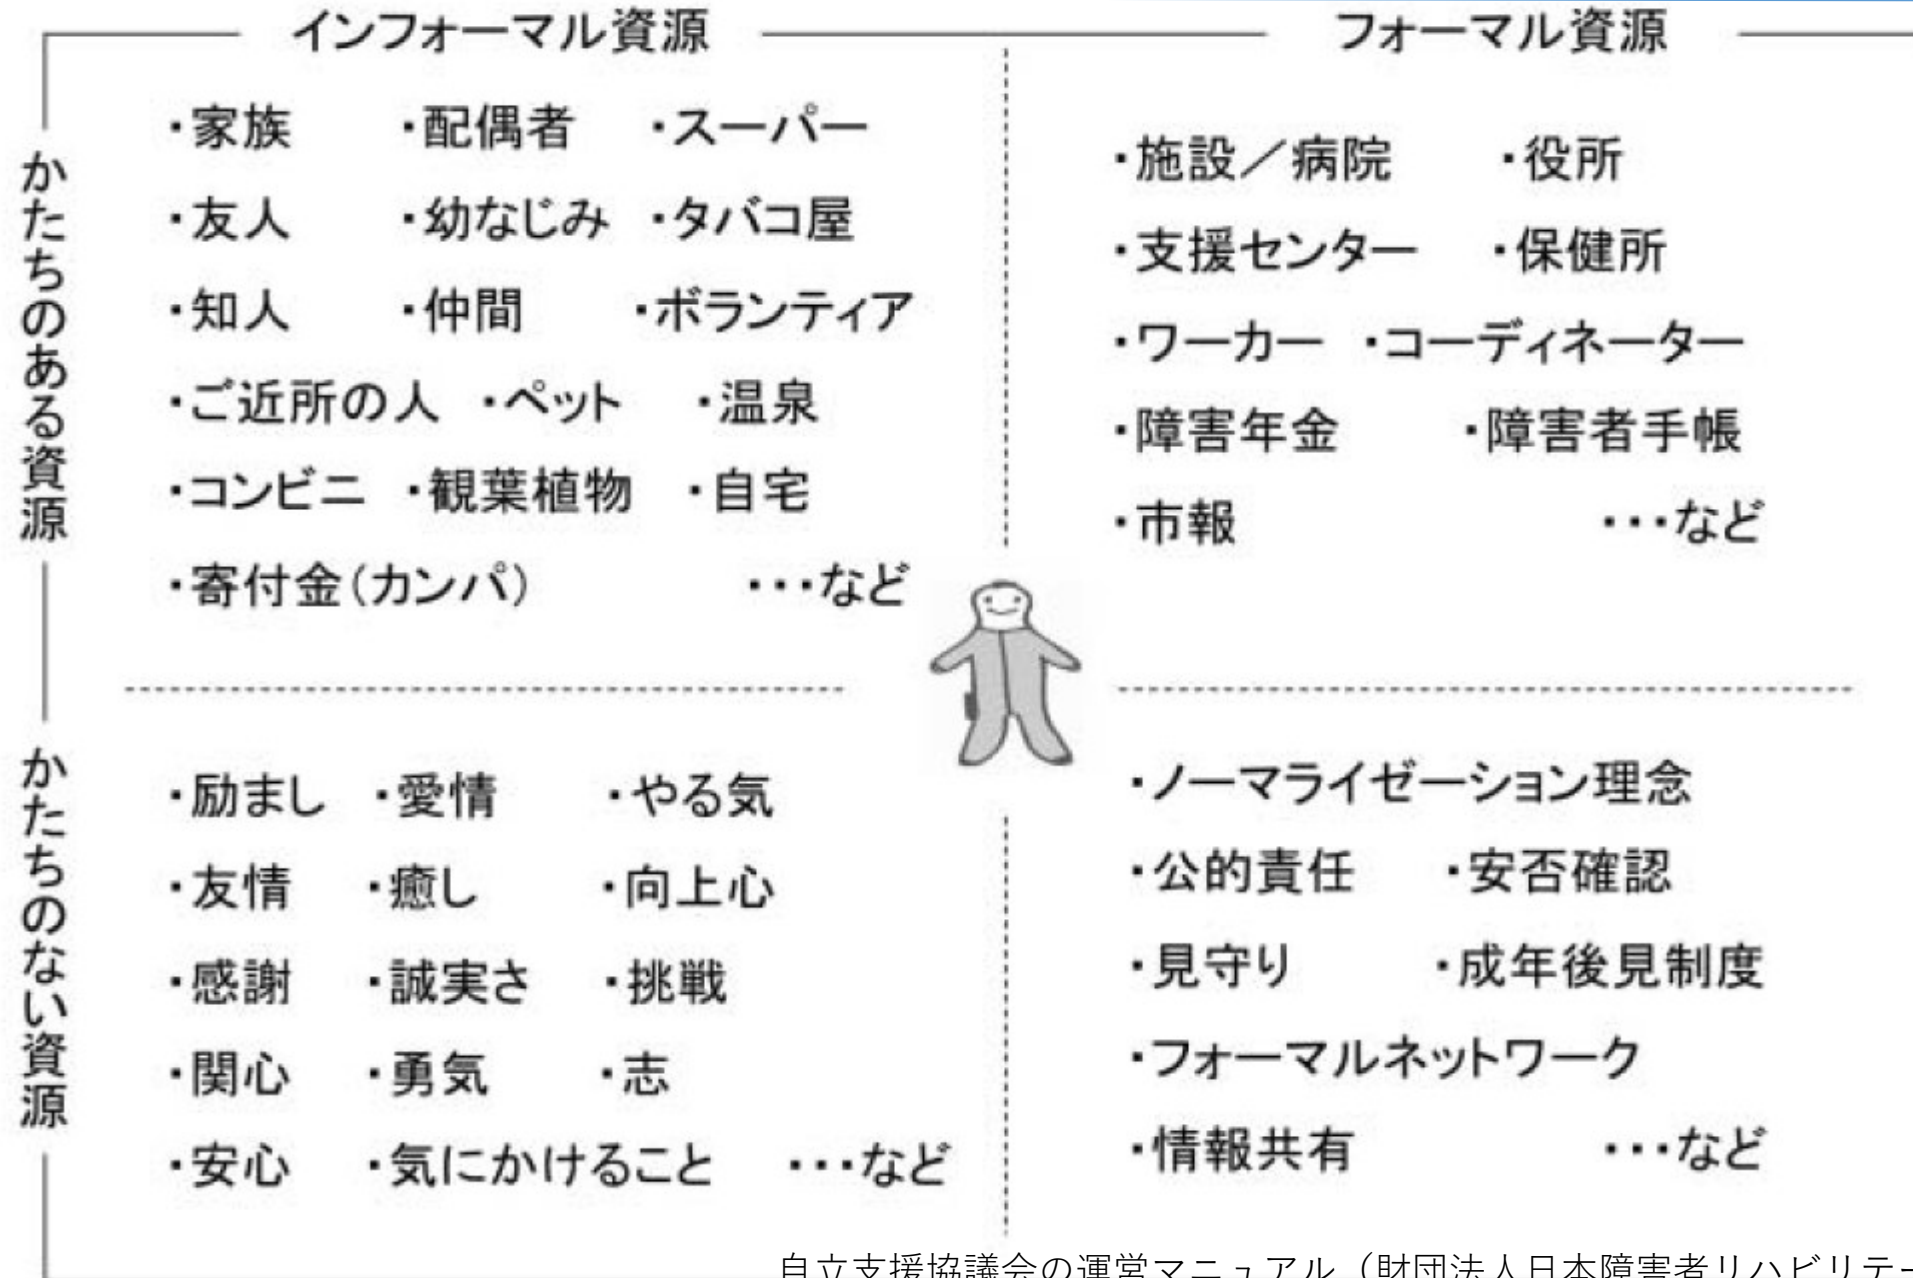 インフォーマル資源
フォーマル資源
かたちのある資源
・家族 ・配偶者 ・スーパー
・友人 ・幼なじみ ・タバコ屋
・知人 ・仲間 ・ボランティア
・ご近所の人 ・ペット ・温泉
・コンビニ ・観葉植物 ・自宅
・寄付金(カンパ) ・・・など
・施設/病院 ・役所
・支援センター ・保健所
・ワーカー ・コーディネーター
・障害年金 ・障害者手帳
・市報 ・・・など
かたちのない資源
・励まし ・愛情 ・やる気
・友情 ・癒し ・向上心
・感謝 ・誠実さ ・挑戦
・関心 ・勇気 ・志
・安心 ・気にかけること ・・・など
・ノーマライゼーション理念
・公的責任 ・安否確認
・見守り ・成年後見制度
・フォーマルネットワーク
・情報共有 ・・・など
自立支援協議会の運営マニュアル(財団法人日本障害者リハビリテー